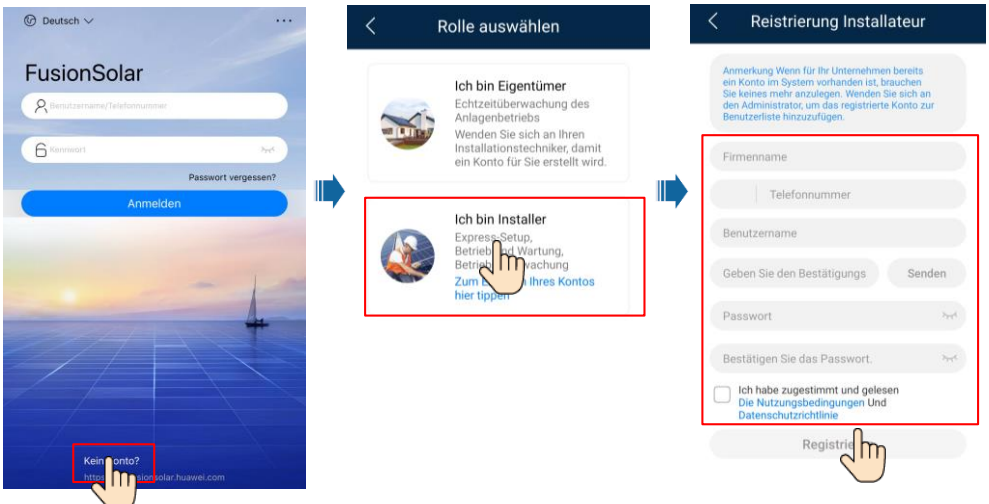 Deutsch
FusionSolar
Benutzername/Telefonnummer
Kennwort
Passwort vergessen?
Anmelden
Kein onto?
http sionsolar.huawei.com
Rolle auswählen
Ich bin Eigentümer
Echtzeitüberwachung des
Anlagenbetriebs
Wenden Sie sich an Ihren
Installationstechniker, damit
ein Konto für Sie erstellt wird.
Ich bin Installer
Express-Setup,
Betrieb und Wartung,
Betrieb wachung
Zum E n Ihres Kontos
hier tippen
Reistrierung Installateur
Anmerkung Wenn für Ihr Unternehmen bereits
ein Konto im System vorhanden ist, brauchen
Sie keines mehr anzulegen. Wenden Sie sich an
den Administrator, um das registrierte Konto zur
Benutzerliste hinzuzufügen.
Firmenname
Telefonnummer
Benutzername
Geben Sie den Bestätigungs Senden
Passwort
Bestätigen Sie das Passwort.
Ich habe zugestimmt und gelesen
Die Nutzungsbedingungen Und
Datenschutzrichtlinie
Registrie